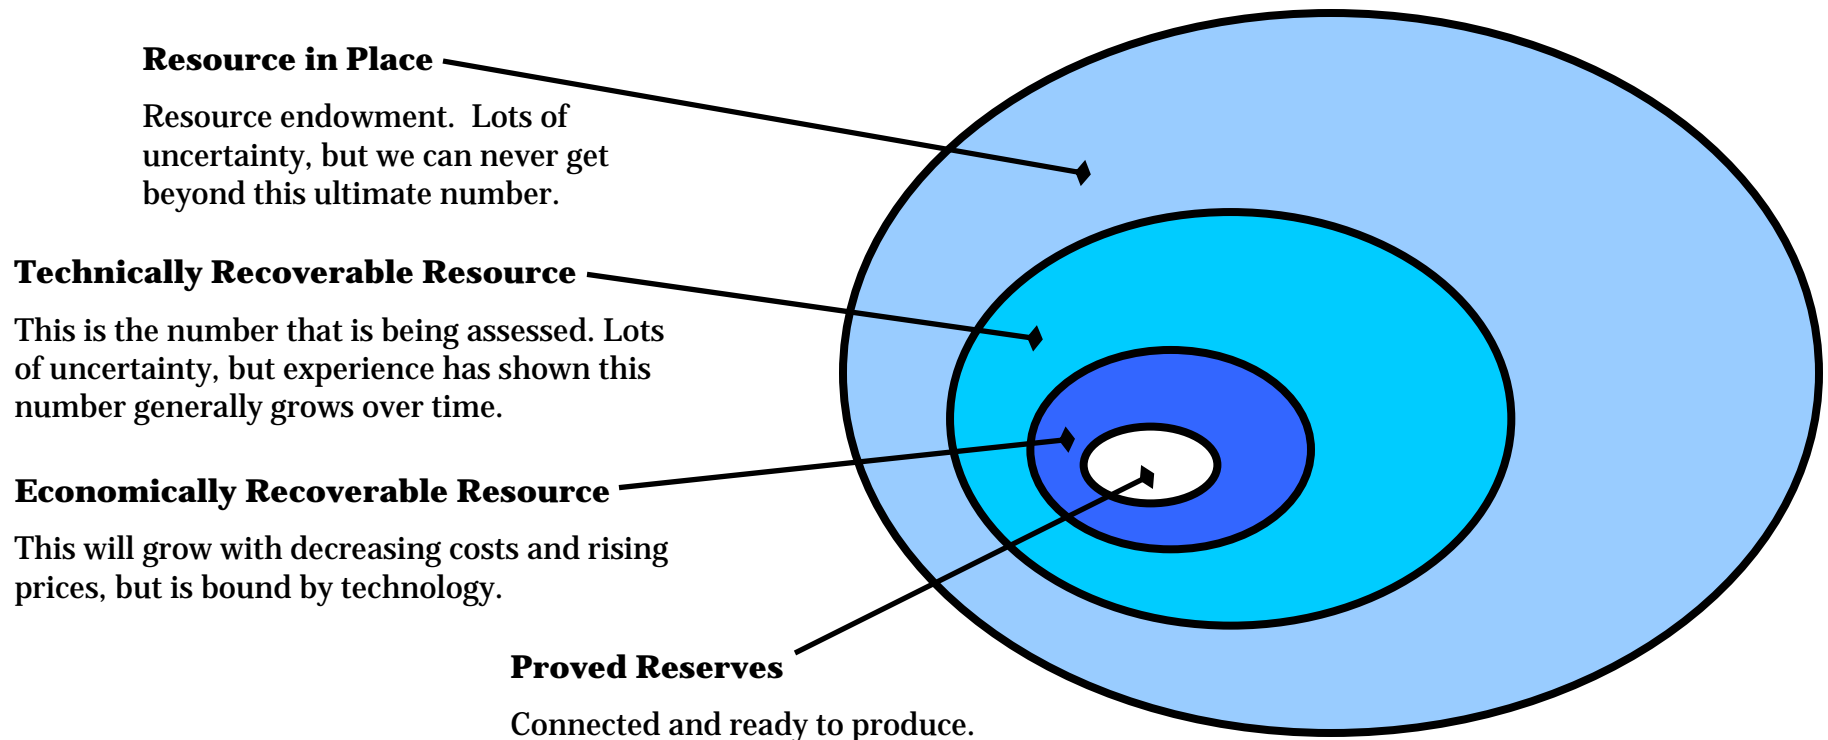 Resource in Place
Resource endowment.  Lots of
uncertainty, but we can never get
beyond this ultimate number.
Technically Recoverable Resource
This is the number that is being assessed. Lots
of uncertainty, but experience has shown this
number generally grows over time.
Economically Recoverable Resource
This will grow with decreasing costs and rising
prices, but is bound by technology.
Proved Reserves
Connected and ready to produce.